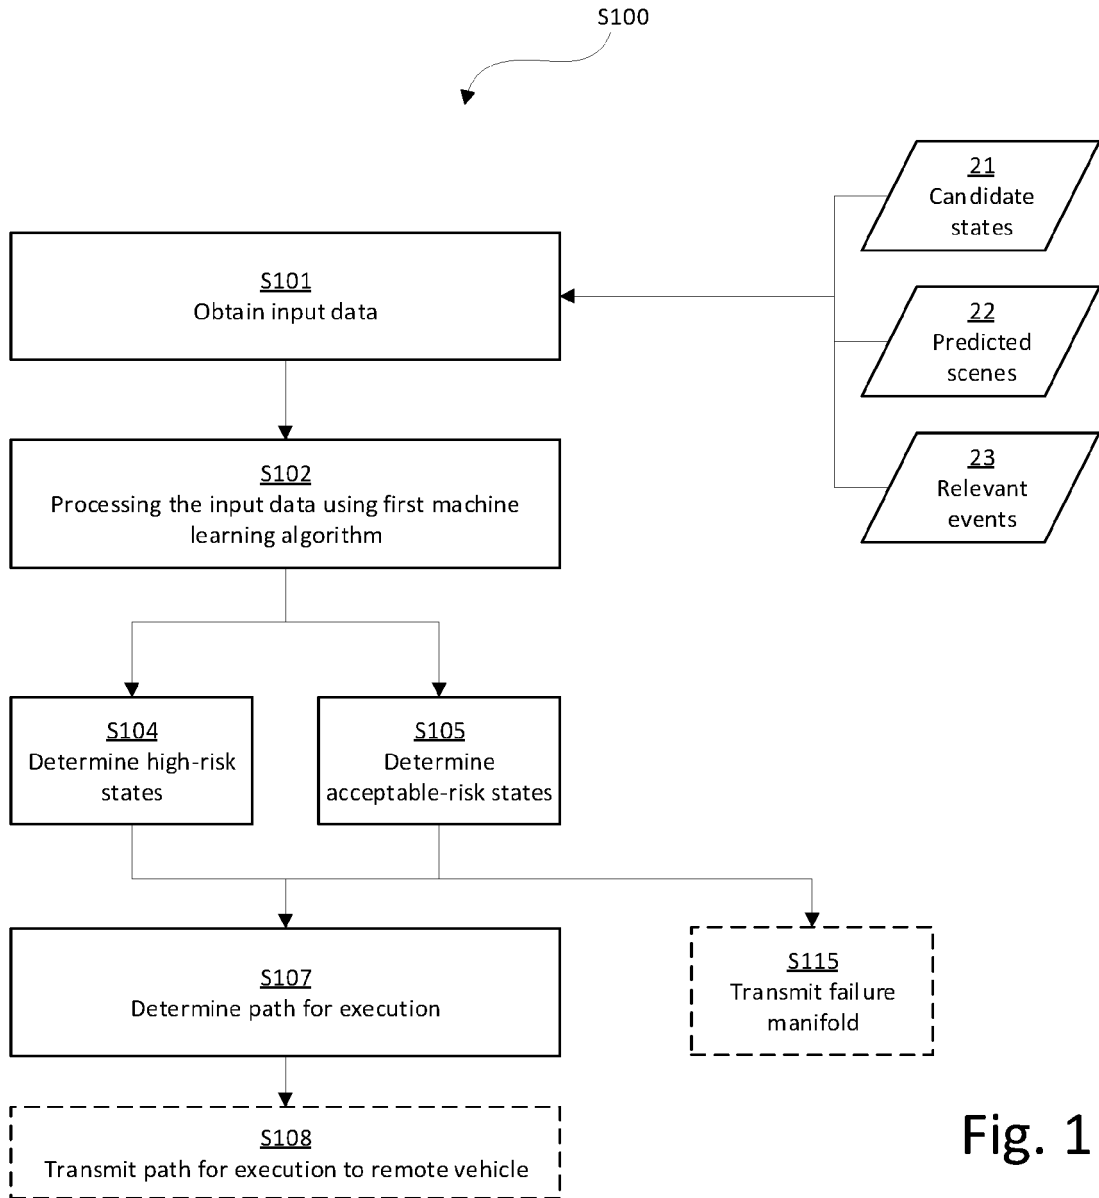 S100
21
Candidate
states
S101
Obtain input data
22
Predicted
scenes
23
Relevant
events
S102
Processing the input data using first machine
learning algorithm
S104
Determine high-risk
states
S105
Determine
acceptable-risk states
S107
Determine path for execution
S115
Transmit failure
manifold
S108
Transmit path for execution to remote vehicle
Fig. 1